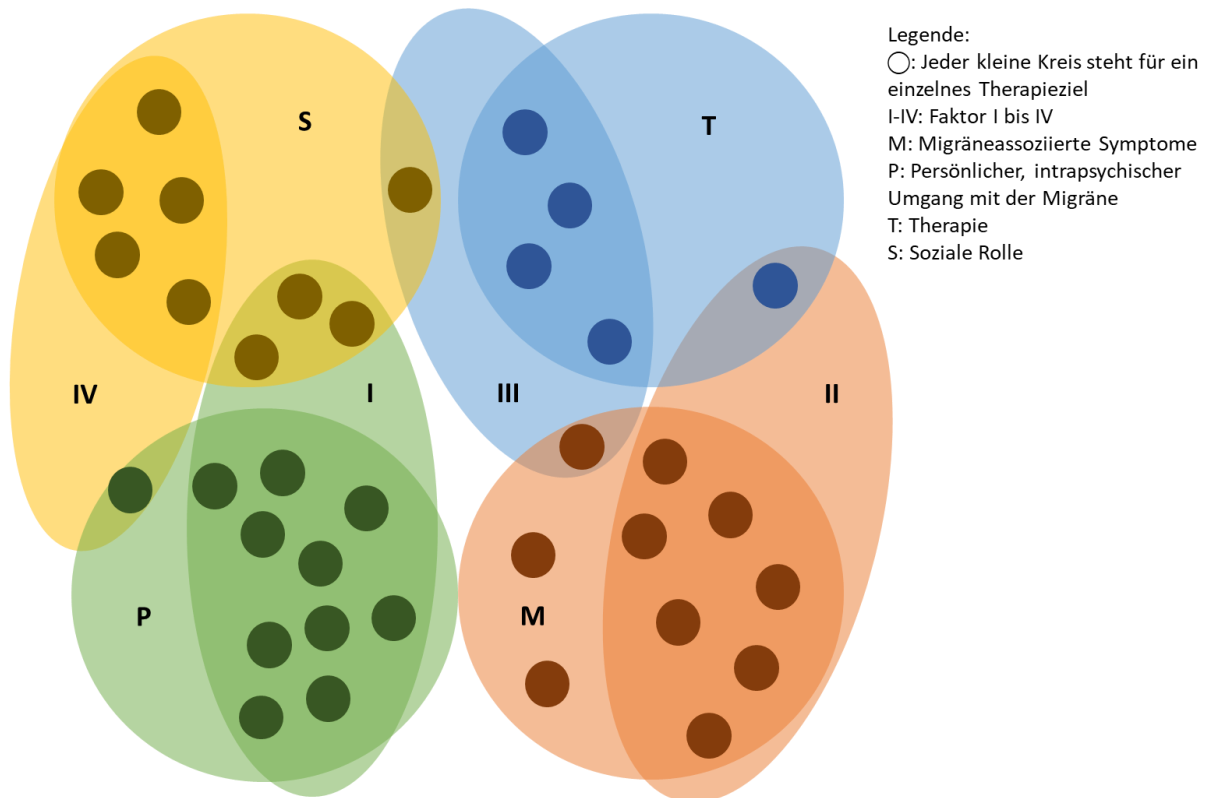 S
T
IV
I
III
II
P
M
Legende:
◯: Jeder kleine Kreis steht für ein
einzelnes Therapieziel
I-IV: Faktor I bis IV
M: Migräneassoziierte Symptome
P: Persönlicher, intrapsychischer
Umgang mit der Migräne
T: Therapie
S: Soziale Rolle